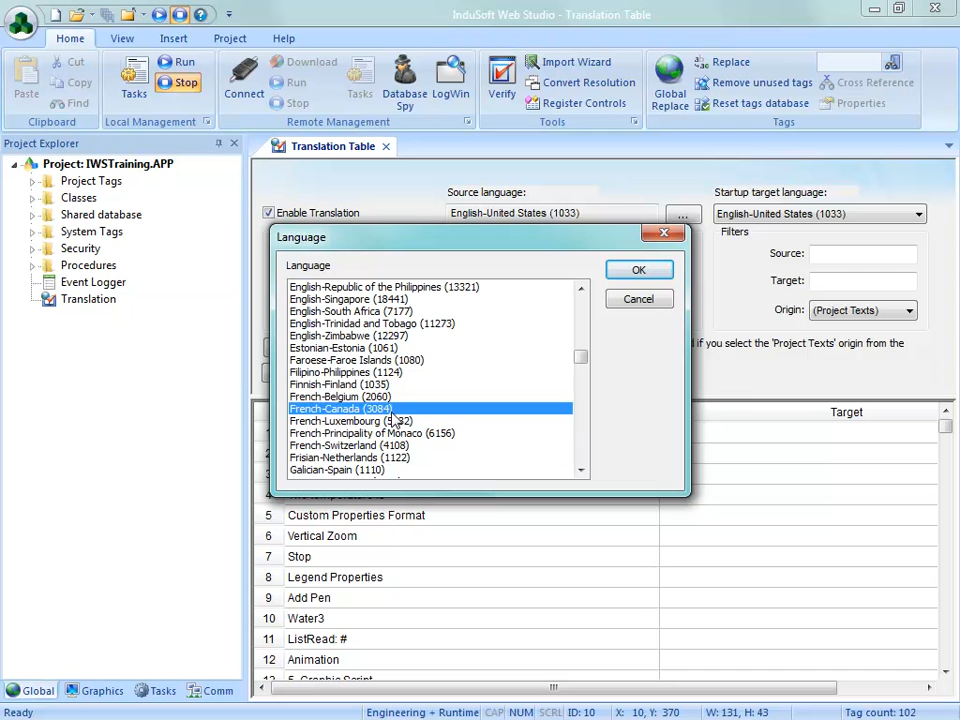 InduSoft Web Studio - Translation Table
Home View Insert Project Help
Paste
Cut
Copy
Find
Clipboard
Tasks
Run
Stop
Local Management
Connect
Download
Run
Stop
Tasks
Database Spy
LogWin
Remote Management
Verify
Import Wizard
Convert Resolution
Register Controls
Tools
Global Replace
Replace
Remove unused tags
Reset tags database
Cross Reference
Properties
Tags
Project Explorer
Project: IWSTraining.APP
Project Tags
Classes
Shared database
System Tags
Security
Procedures
Event Logger
Translation
Translation Table
Enable Translation
Source language:
English-United States (1033)
...
Startup target language:
English-United States (1033)
Filters
Source:
Target:
Origin: (Project Texts)
d if you select the 'Project Texts' origin from the
Language
Language
English-Republic of the Philippines (13321)
English-Singapore (18441)
English-South Africa (7177)
English-Trinidad and Tobago (11273)
English-Zimbabwe (12297)
Estonian-Estonia (1061)
Faroese-Faroe Islands (1080)
Filipino-Philippines (1124)
Finnish-Finland (1035)
French-Belgium (2060)
French-Canada (3084)
French-Luxembourg
French-Principality of Monaco (6156)
French-Switzerland (4108)
Frisian-Netherlands (1122)
Galician-Spain (1110)
OK
Cancel
Target
5 Custom Properties Format
6 Vertical Zoom
7 Stop
8 Legend Properties
9 Add Pen
10 Water3
11 ListRead: #
12 Animation
Global Graphics Tasks Comm
Ready
Engineering + Runtime CAP NUM SCRL ID: 10 X: 10, Y: 370 W: 131, H: 43 Tag count: 102